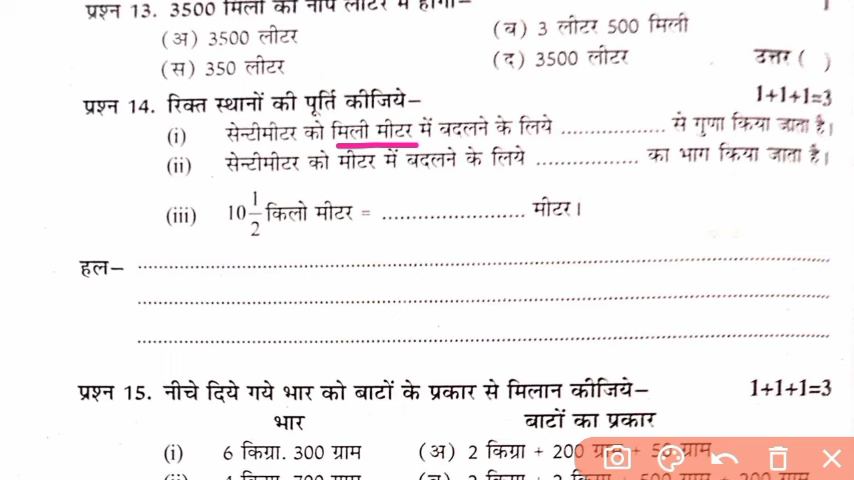 प्रश्न 13. 3500 मिली की नाप लीटर में होगी–
(अ) 3500 लीटर (ब) 3 लीटर 500 मिली
(स) 350 लीटर (द) 3500 लीटर उत्तर ( )
प्रश्न 14. रिक्त स्थानों की पूर्ति कीजिये– 1+1+1=3
(i) सेन्टीमीटर को मिली मीटर में बदलने के लिये .................. से गुणा किया जाता है।
(ii) सेन्टीमीटर को मीटर में बदलने के लिये .................. का भाग किया जाता है।
(iii) 10 1/2 किलो मीटर = ......................... मीटर।
हल–
प्रश्न 15. नीचे दिये गये भार को बाटों के प्रकार से मिलान कीजिये– 1+1+1=3
भार बाटों का प्रकार
(i) 6 किग्रा. 300 ग्राम (अ) 2 किग्रा + 200 ग्राम + 50 ग्राम